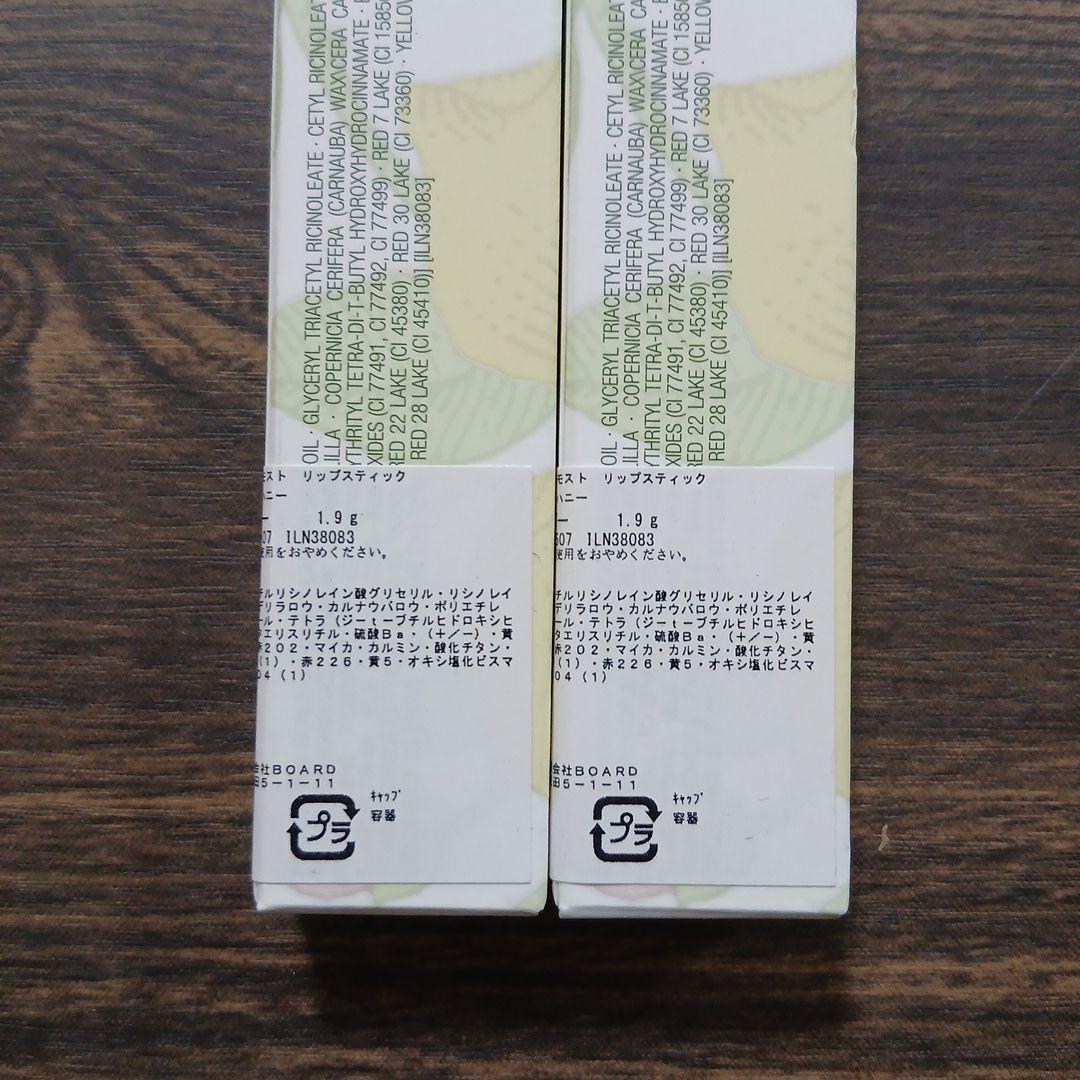 OIL · GLYCERYL TRIACETYL RICINOLEATE · CETYL RICINOLEATE
COPERNICIA CERIFERA (CARNAUBA) WAX\CERA CA
TETRA-DI-T-BUTYL HYDROXYHYDROCINNAMATE ·
XIDES (CI 77491, CI 77492, CI 77499) · RED 7 LAKE (CI 1585
RED 22 LAKE (CI 45380) · RED 30 LAKE (CI 73360) · YELLOW
RED 28 LAKE (CI 45410)] [ILN38083]
モスト リップスティック
ハニー
ー 1.9g
07 ILN38083
使用をおやめください。
チルリシノレイン酸グリセリル・リシノレイ
デリラロウ・カルナウバロウ・ポリエチレ
ール・テトラ(ジーtーブチルヒドロキシヒ
タエリスリチル・硫酸Ba・(+/-)・黄
赤202・マイカ・カルミン・酸化チタン・
(1)・赤226・黄5・オキシ塩化ビスマ
04(1)
会社BOARD
田5-1-11
プラ
キャップ
容器
OIL · GLYCERYL TRIACETYL RICINOLEATE · CETYL RICINOLEATE
ILLA · COPERNICIA CERIFERA (CARNAUBA) WAX\CERA CA
YTHRITYL TETRA-DI-T-BUTYL HYDROXYHYDROCINNAMATE ·
XIDES (CI 77491, CI 77492, CI 77499) · RED 7 LAKE (CI 1585
RED 22 LAKE (CI 45380) · RED 30 LAKE (CI 73360) · YELLOW
RED 28 LAKE (CI 45410)] [ILN38083]
モスト リップスティック
ハニー
ー 1.9g
507 ILN38083
使用をおやめください。
チルリシノレイン酸グリセリル・リシノレイ
デリラロウ・カルナウバロウ・ポリエチレ
ール・テトラ(ジーtーブチルヒドロキシヒ
タエリスリチル・硫酸Ba・(+/-)・黄
赤202・マイカ・カルミン・酸化チタン・
(1)・赤226・黄5・オキシ塩化ビスマ
04(1)
会社BOARD
田5-1-11
プラ
キャップ
容器